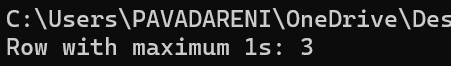 C:\Users\PAVADARENI\OneDrive\Des
Row with maximum 1s: 3